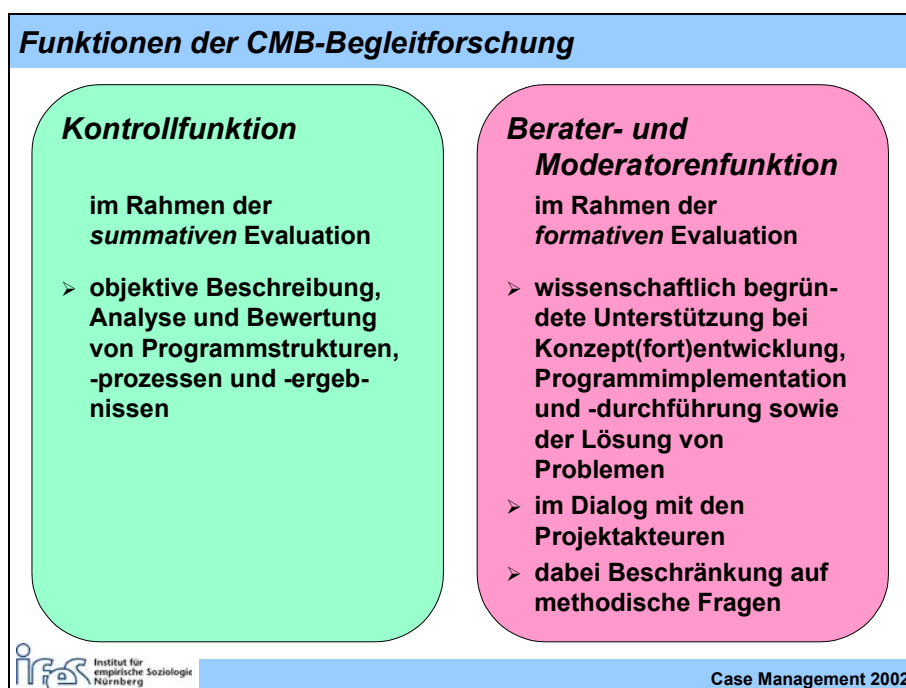 Funktionen der CMB-Begleitforschung
Kontrollfunktion
im Rahmen der
summativen Evaluation
➢ objektive Beschreibung,
Analyse und Bewertung
von Programmstrukturen,
-prozessen und -ergeb-
nissen
Berater- und
Moderatorenfunktion
im Rahmen der
formativen Evaluation
➢ wissenschaftlich begrün-
dete Unterstützung bei
Konzept(fort)entwicklung,
Programmimplementation
und -durchführung sowie
der Lösung von
Problemen
➢ im Dialog mit den
Projektakteuren
➢ dabei Beschränkung auf
methodische Fragen
ifes
Institut für
empirische Soziologie
Nürnberg
Case Management 2002